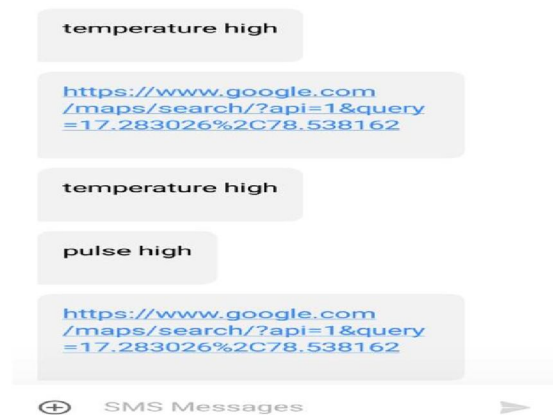 temperature high
https://www.google.com
/maps/search/?api=1&query
=17.283026%2C78.538162
temperature high
pulse high
https://www.google.com
/maps/search/?api=1&query
=17.283026%2C78.538162
SMS Messages